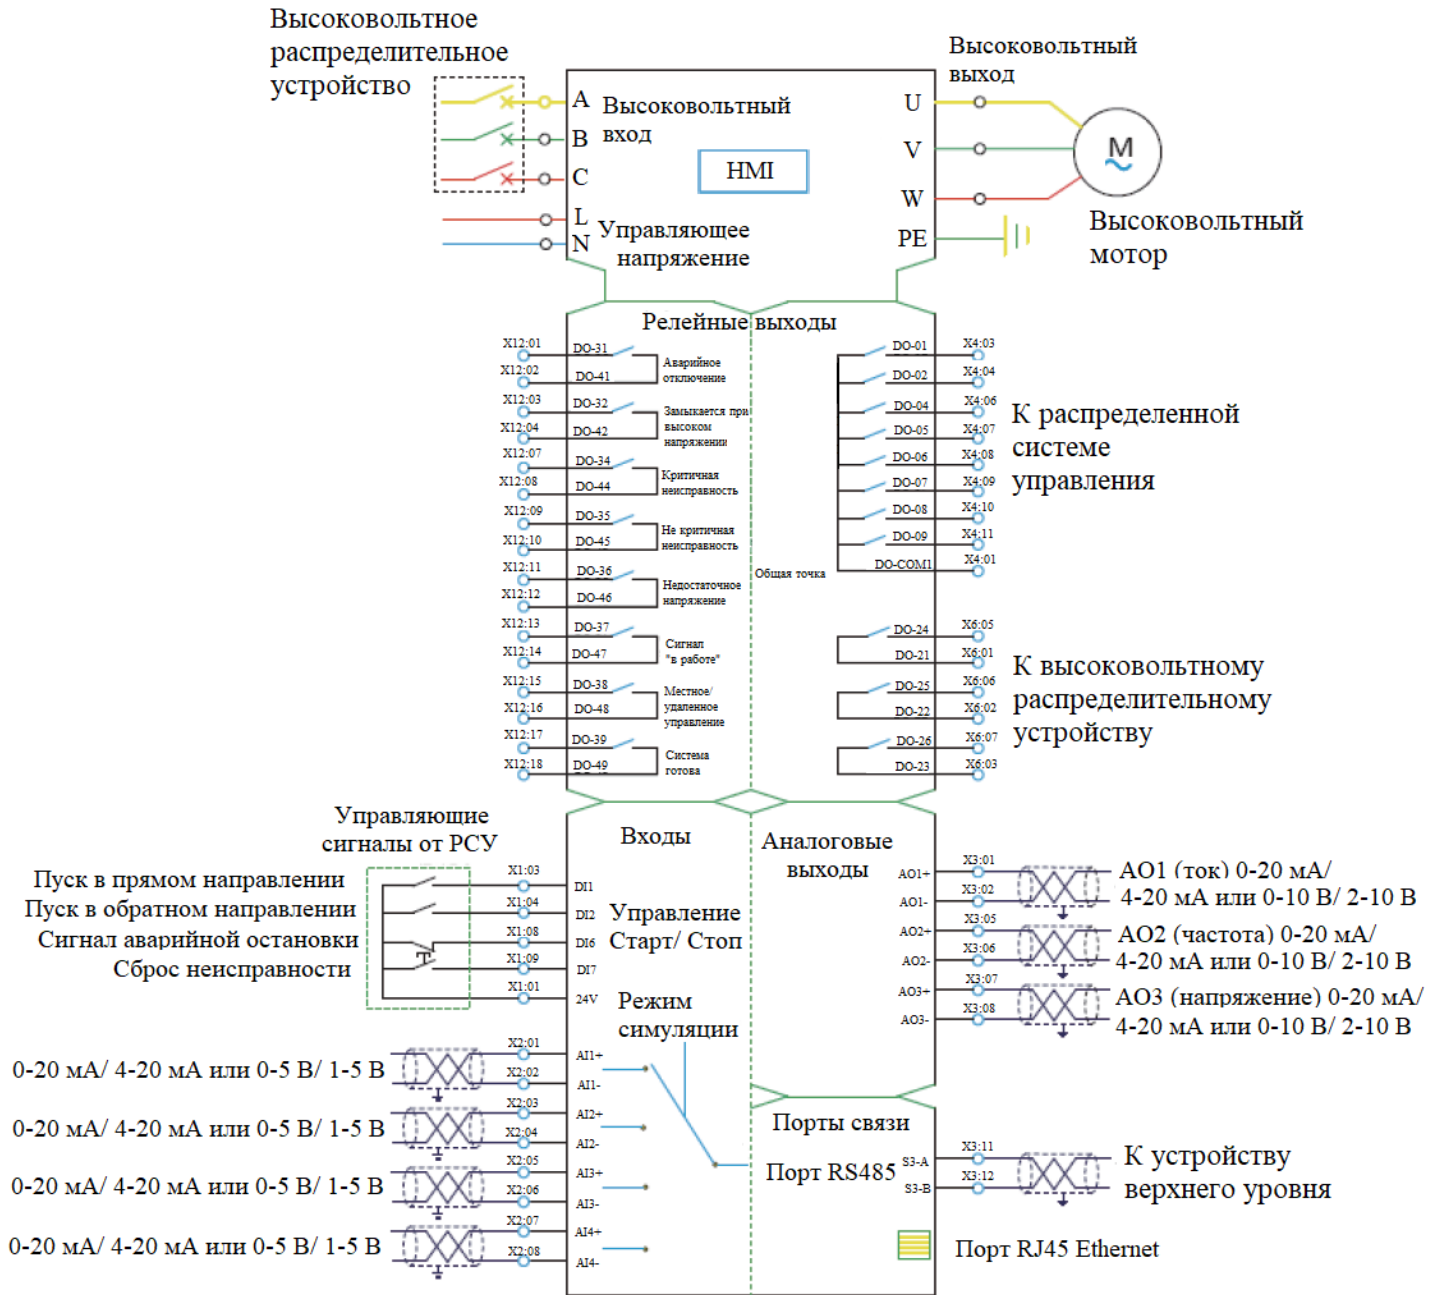 Высоковольтное
распределительное
устройство
A
B
C
L
N
Высоковольтный
вход
HMI
Управляющее
напряжение
U
V
W
PE
Высоковольтный
выход
M
Высоковольтный
мотор
Релейные выходы
X12:01
DO-31
X12:02
DO-41
Аварийное
отключение
X12:03
DO-32
X12:04
DO-42
Замыкается при
высоком
напряжении
X12:07
DO-34
X12:08
DO-44
Критичная
неисправность
X12:09
DO-35
X12:10
DO-45
Не критичная
неисправность
X12:11
DO-36
X12:12
DO-46
Недостаточное
напряжение
X12:13
DO-37
X12:14
DO-47
Сигнал
"в работе"
X12:15
DO-38
X12:16
DO-48
Местное/
удаленное
управление
X12:17
DO-39
X12:18
DO-49
Система
готова
DO-01
X4:03
DO-02
X4:04
DO-04
X4:06
DO-05
X4:07
DO-06
X4:08
DO-07
X4:09
DO-08
X4:10
DO-09
X4:11
DO-COM1
X4:01
Общая точка
К распределенной
системе
управления
DO-24
X6:05
DO-21
X6:01
DO-25
X6:06
DO-22
X6:02
DO-26
X6:07
DO-23
X6:03
К высоковольтному
распределительному
устройству
Управляющие
сигналы от РСУ
Пуск в прямом направлении
Пуск в обратном направлении
Сигнал аварийной остановки
Сброс неисправности
X1:03
DI1
X1:04
DI2
X1:08
DI6
X1:09
DI7
X1:01
24V
Входы
Управление
Старт/ Стоп
Режим
симуляции
0-20 мА/ 4-20 мА или 0-5 В/ 1-5 В
X2:01
AI1+
X2:02
AI1-
0-20 мА/ 4-20 мА или 0-5 В/ 1-5 В
X2:03
AI2+
X2:04
AI2-
0-20 мА/ 4-20 мА или 0-5 В/ 1-5 В
X2:05
AI3+
X2:06
AI3-
0-20 мА/ 4-20 мА или 0-5 В/ 1-5 В
X2:07
AI4+
X2:08
AI4-
Аналоговые
выходы
AO1+
X3:01
AO1-
X3:02
АО1 (ток) 0-20 мА/
4-20 мА или 0-10 В/ 2-10 В
AO2+
X3:05
AO2-
X3:06
АО2 (частота) 0-20 мА/
4-20 мА или 0-10 В/ 2-10 В
AO3+
X3:07
AO3-
X3:08
АО3 (напряжение) 0-20 мА/
4-20 мА или 0-10 В/ 2-10 В
Порты связи
Порт RS485
S3-A
X3:11
S3-B
X3:12
К устройству
верхнего уровня
Порт RJ45 Ethernet